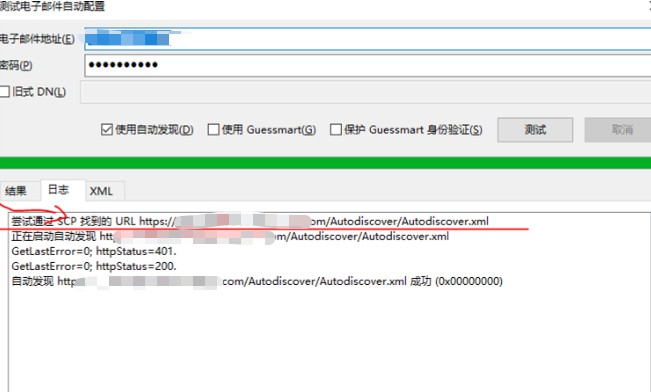 测试电子邮件自动配置
电子邮件地址(E)
密码(P)
旧式 DN(L)
使用自动发现(D) 使用 Guessmart(G) 保护 Guessmart 身份验证(S) 测试 取消
结果 日志 XML
尝试通过 SCP 找到的 URL https://com/Autodiscover/Autodiscover.xml
正在启动自动发现 htt om/Autodiscover/Autodiscover.xml
GetLastError=0; httpStatus=401.
GetLastError=0; httpStatus=200.
自动发现 http com/Autodiscover/Autodiscover.xml 成功 (0x00000000)